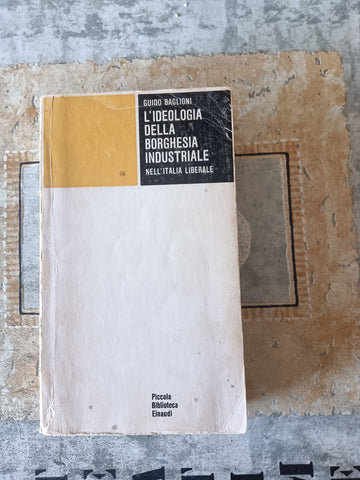 GUIDO BAGLIONI
L'IDEOLOGIA
DELLA
BORGHESIA
INDUSTRIALE
NELL'ITALIA LIBERALE
Piccola
Biblioteca
Einaudi